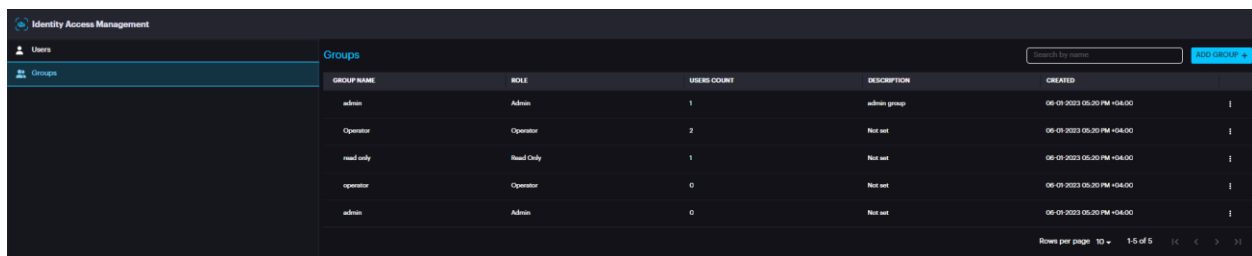 Identity Access Management
Users
Groups
Groups
Search by name
ADD GROUP +
GROUP NAME ROLE USERS COUNT DESCRIPTION CREATED
admin Admin 1 admin group 06-01-2023 05:20 PM +04:00
Operator Operator 2 Not set 06-01-2023 05:20 PM +04:00
read only Read Only 1 Not set 06-01-2023 05:20 PM +04:00
operator Operator 0 Not set 06-01-2023 05:20 PM +04:00
admin Admin 0 Not set 06-01-2023 05:20 PM +04:00
Rows per page 10 1-5 of 5